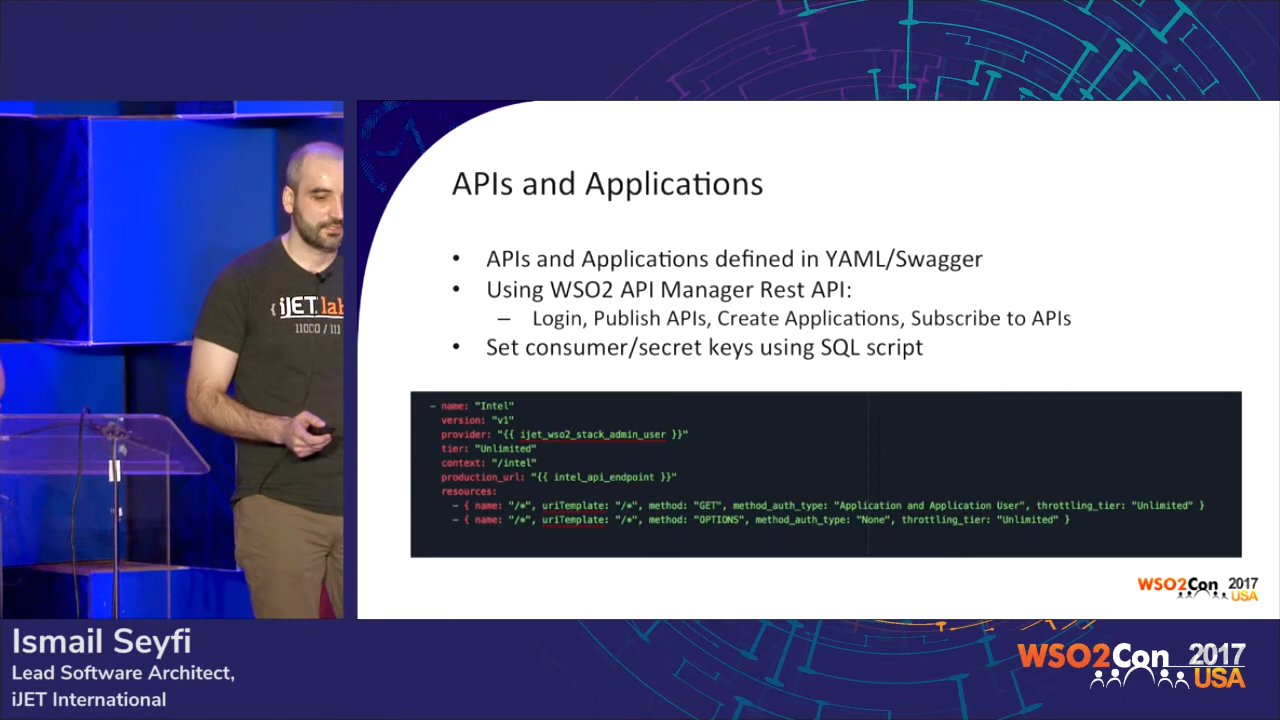 { iJET.lab
11000 / 111
APIs and Applications
• APIs and Applications defined in YAML/Swagger
• Using WSO2 API Manager Rest API:
– Login, Publish APIs, Create Applications, Subscribe to APIs
• Set consumer/secret keys using SQL script
– name: "Intel"
version: "v1"
provider: "{{ ijet_wso2_stack_admin_user }}"
tier: "Unlimited"
context: "/intel"
production_url: "{{ intel_api_endpoint }}"
resources:
– { name: "/*", uriTemplate: "/*", method: "GET", method_auth_type: "Application and Application User", throttling_tier: "Unlimited" }
– { name: "/*", uriTemplate: "/*", method: "OPTIONS", method_auth_type: "None", throttling_tier: "Unlimited" }
WSO2Con 2017
USA
Ismail Seyfi
Lead Software Architect,
iJET International
WSO2Con 2017
USA